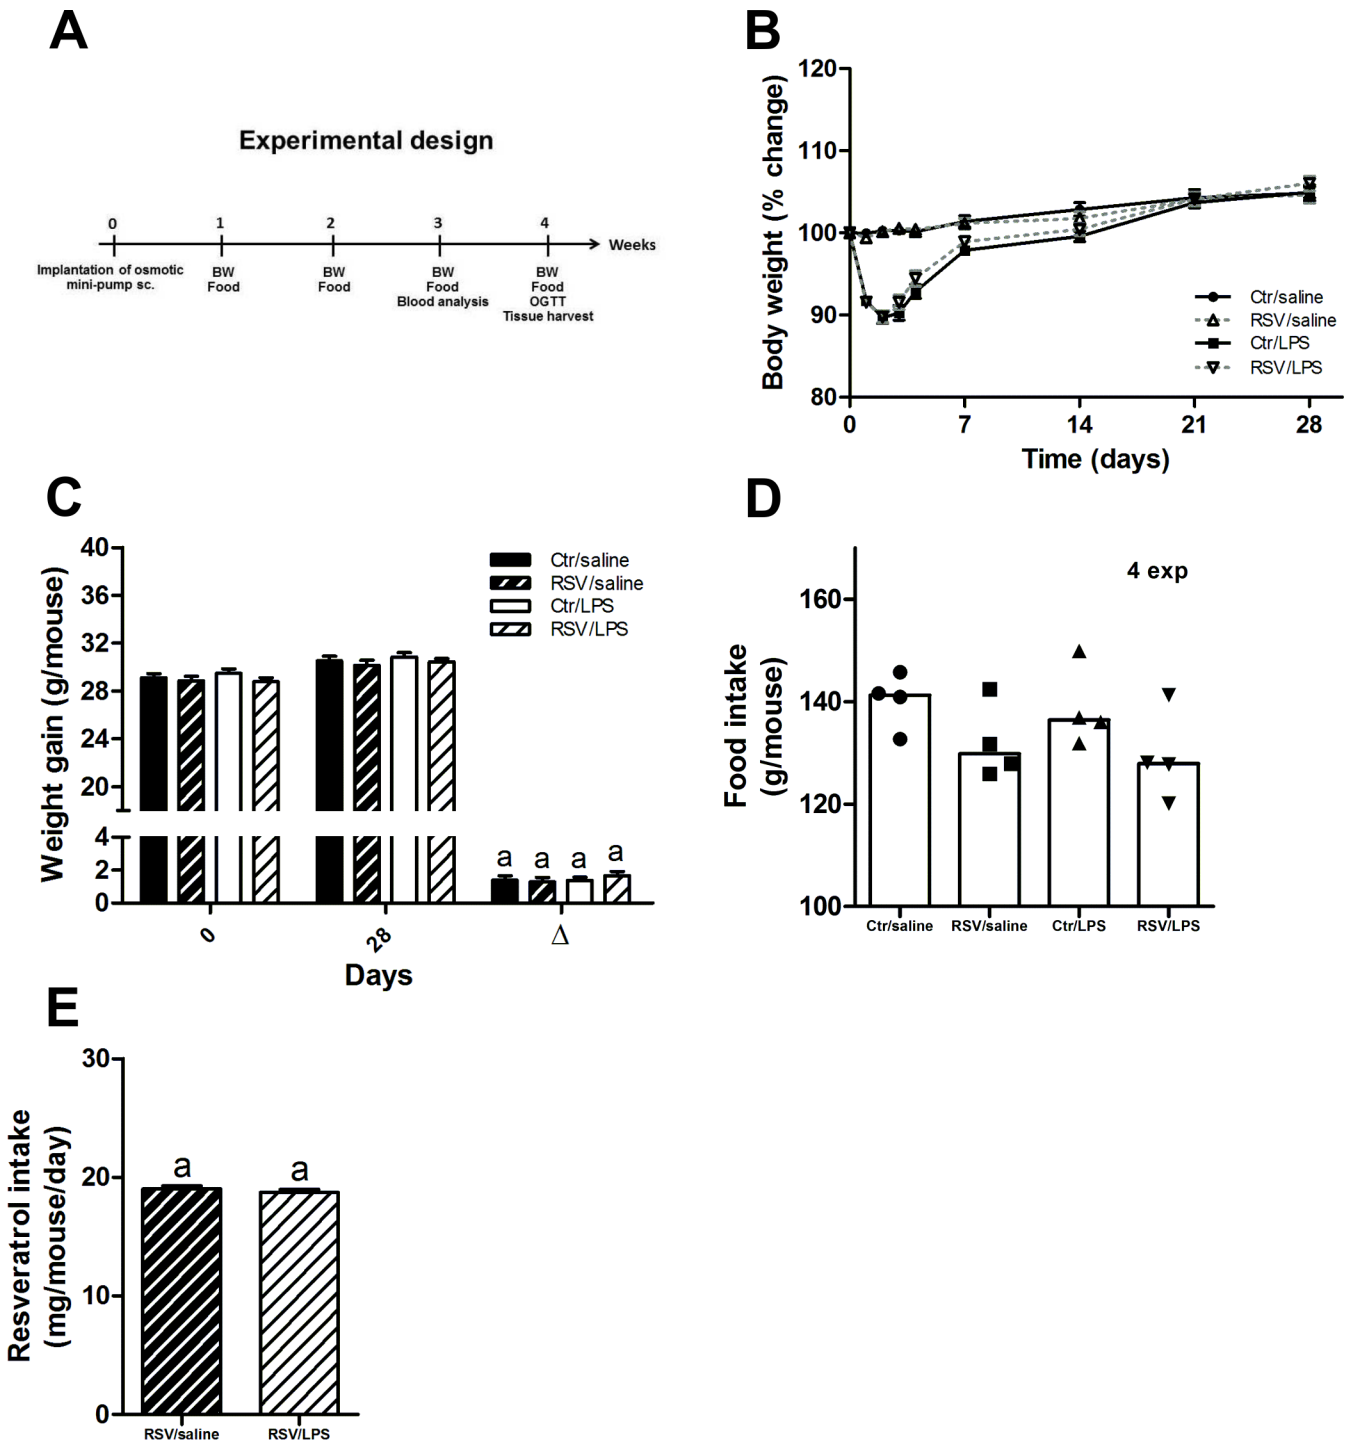 A
Experimental design
0 1 2 3 4
Weeks
Implantation of osmotic
mini-pump sc.
BW
Food
BW
Food
BW
Food
Blood analysis
BW
Food
OGTT
Tissue harvest
B
Body weight (% change)
120
110
100
90
80
0 7 14 21 28
Time (days)
Ctr/saline
RSV/saline
Ctr/LPS
RSV/LPS
C
Weight gain (g/mouse)
40
36
32
28
24
20
4
2
0
Ctr/saline
RSV/saline
Ctr/LPS
RSV/LPS
a a a a
0 28 Δ
Days
D
Food intake
(g/mouse)
160
140
120
100
4 exp
Ctr/saline RSV/saline Ctr/LPS RSV/LPS
E
Resveratrol intake
(mg/mouse/day)
30
20
10
0
a a
RSV/saline RSV/LPS